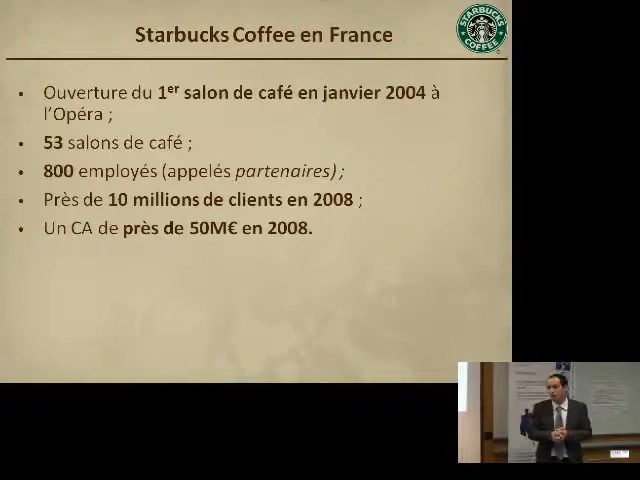 Starbucks Coffee en France
STARBUCKS
COFFEE
• Ouverture du 1er salon de café en janvier 2004 à
l'Opéra ;
• 53 salons de café ;
• 800 employés (appelés partenaires) ;
• Près de 10 millions de clients en 2008 ;
• Un CA de près de 50M€ en 2008.